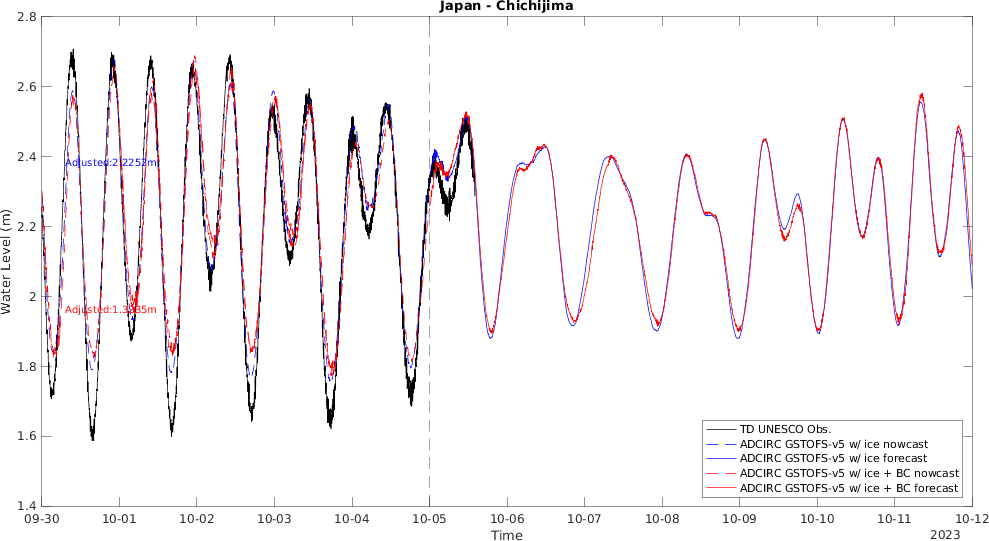 Japan - Chichijima
2.8
2.6
2.4
2.2
2
1.8
1.6
1.4
Water Level (m)
Adjusted:2.2252m
TD UNESCO Obs.
ADCIRC GSTOFS-v5 w/ ice nowcast
ADCIRC GSTOFS-v5 w/ ice forecast
ADCIRC GSTOFS-v5 w/ ice + BC nowcast
ADCIRC GSTOFS-v5 w/ ice + BC forecast
09-30 10-01 10-02 10-03 10-04 10-05 10-06 10-07 10-08 10-09 10-10 10-11 10-12
Time
2023